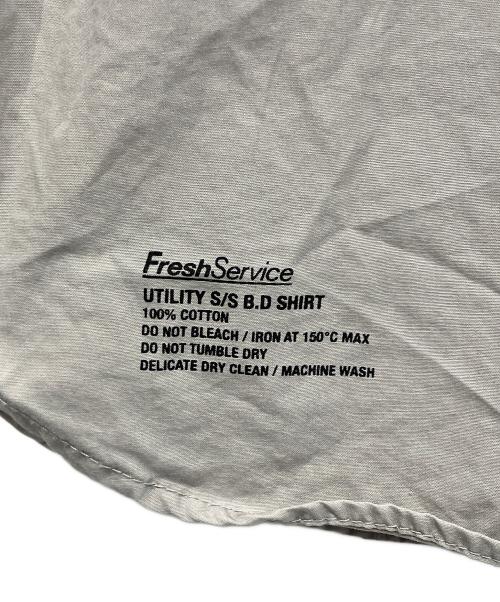 FreshService
UTILITY S/S B.D SHIRT
100% COTTON
DO NOT BLEACH / IRON AT 150°C MAX
DO NOT TUMBLE DRY
DELICATE DRY CLEAN / MACHINE WASH